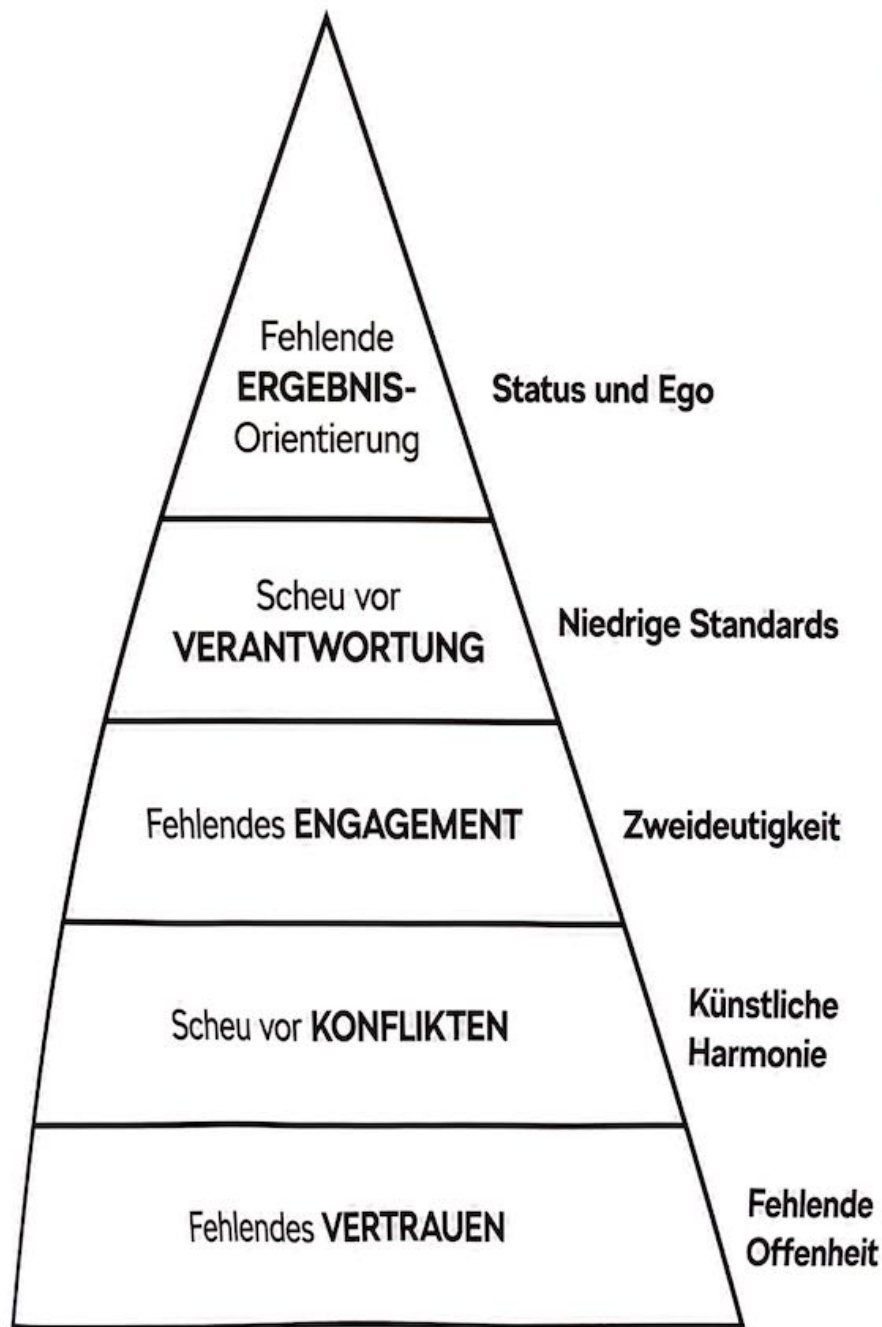 Fehlende
ERGEBNIS-
Orientierung
Status und Ego
Scheu vor
VERANTWORTUNG
Niedrige Standards
Fehlendes ENGAGEMENT
Zweideutigkeit
Scheu vor KONFLIKTEN
Künstliche
Harmonie
Fehlendes VERTRAUEN
Fehlende
Offenheit